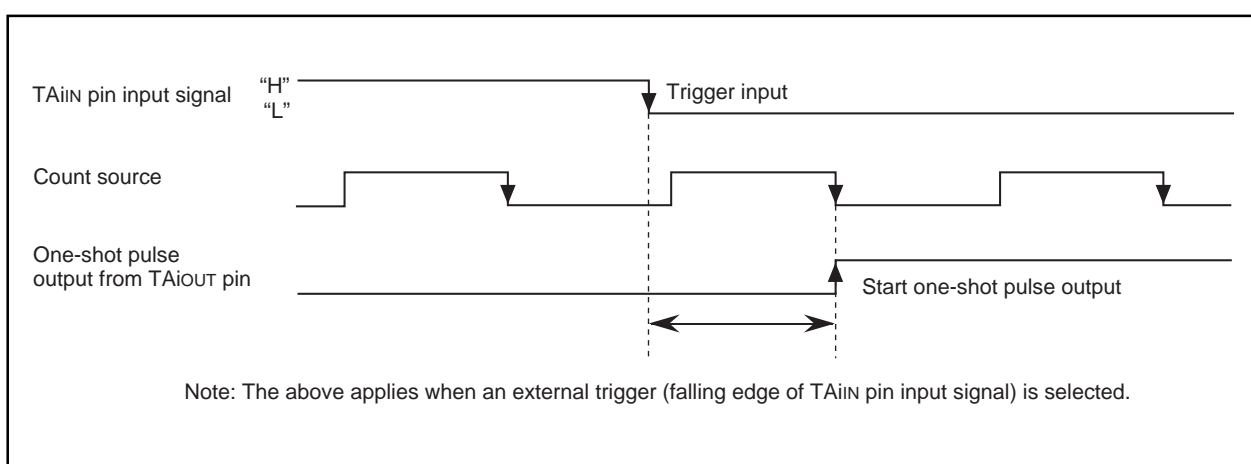 TAiIN pin input signal
“H”
“L”
Trigger input
Count source
One-shot pulse
output from TAiOUT pin
Start one-shot pulse output
Note: The above applies when an external trigger (falling edge of TAiIN pin input signal) is selected.